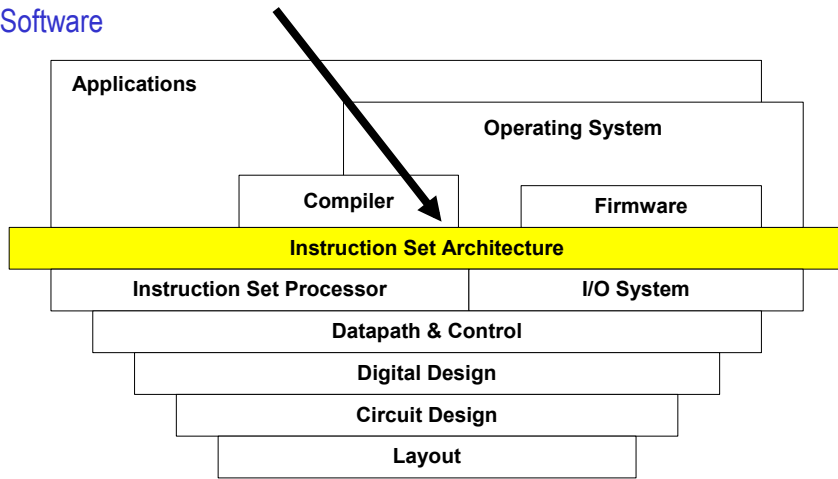 Software
Applications
Operating System
Compiler
Firmware
Instruction Set Architecture
Instruction Set Processor
I/O System
Datapath & Control
Digital Design
Circuit Design
Layout